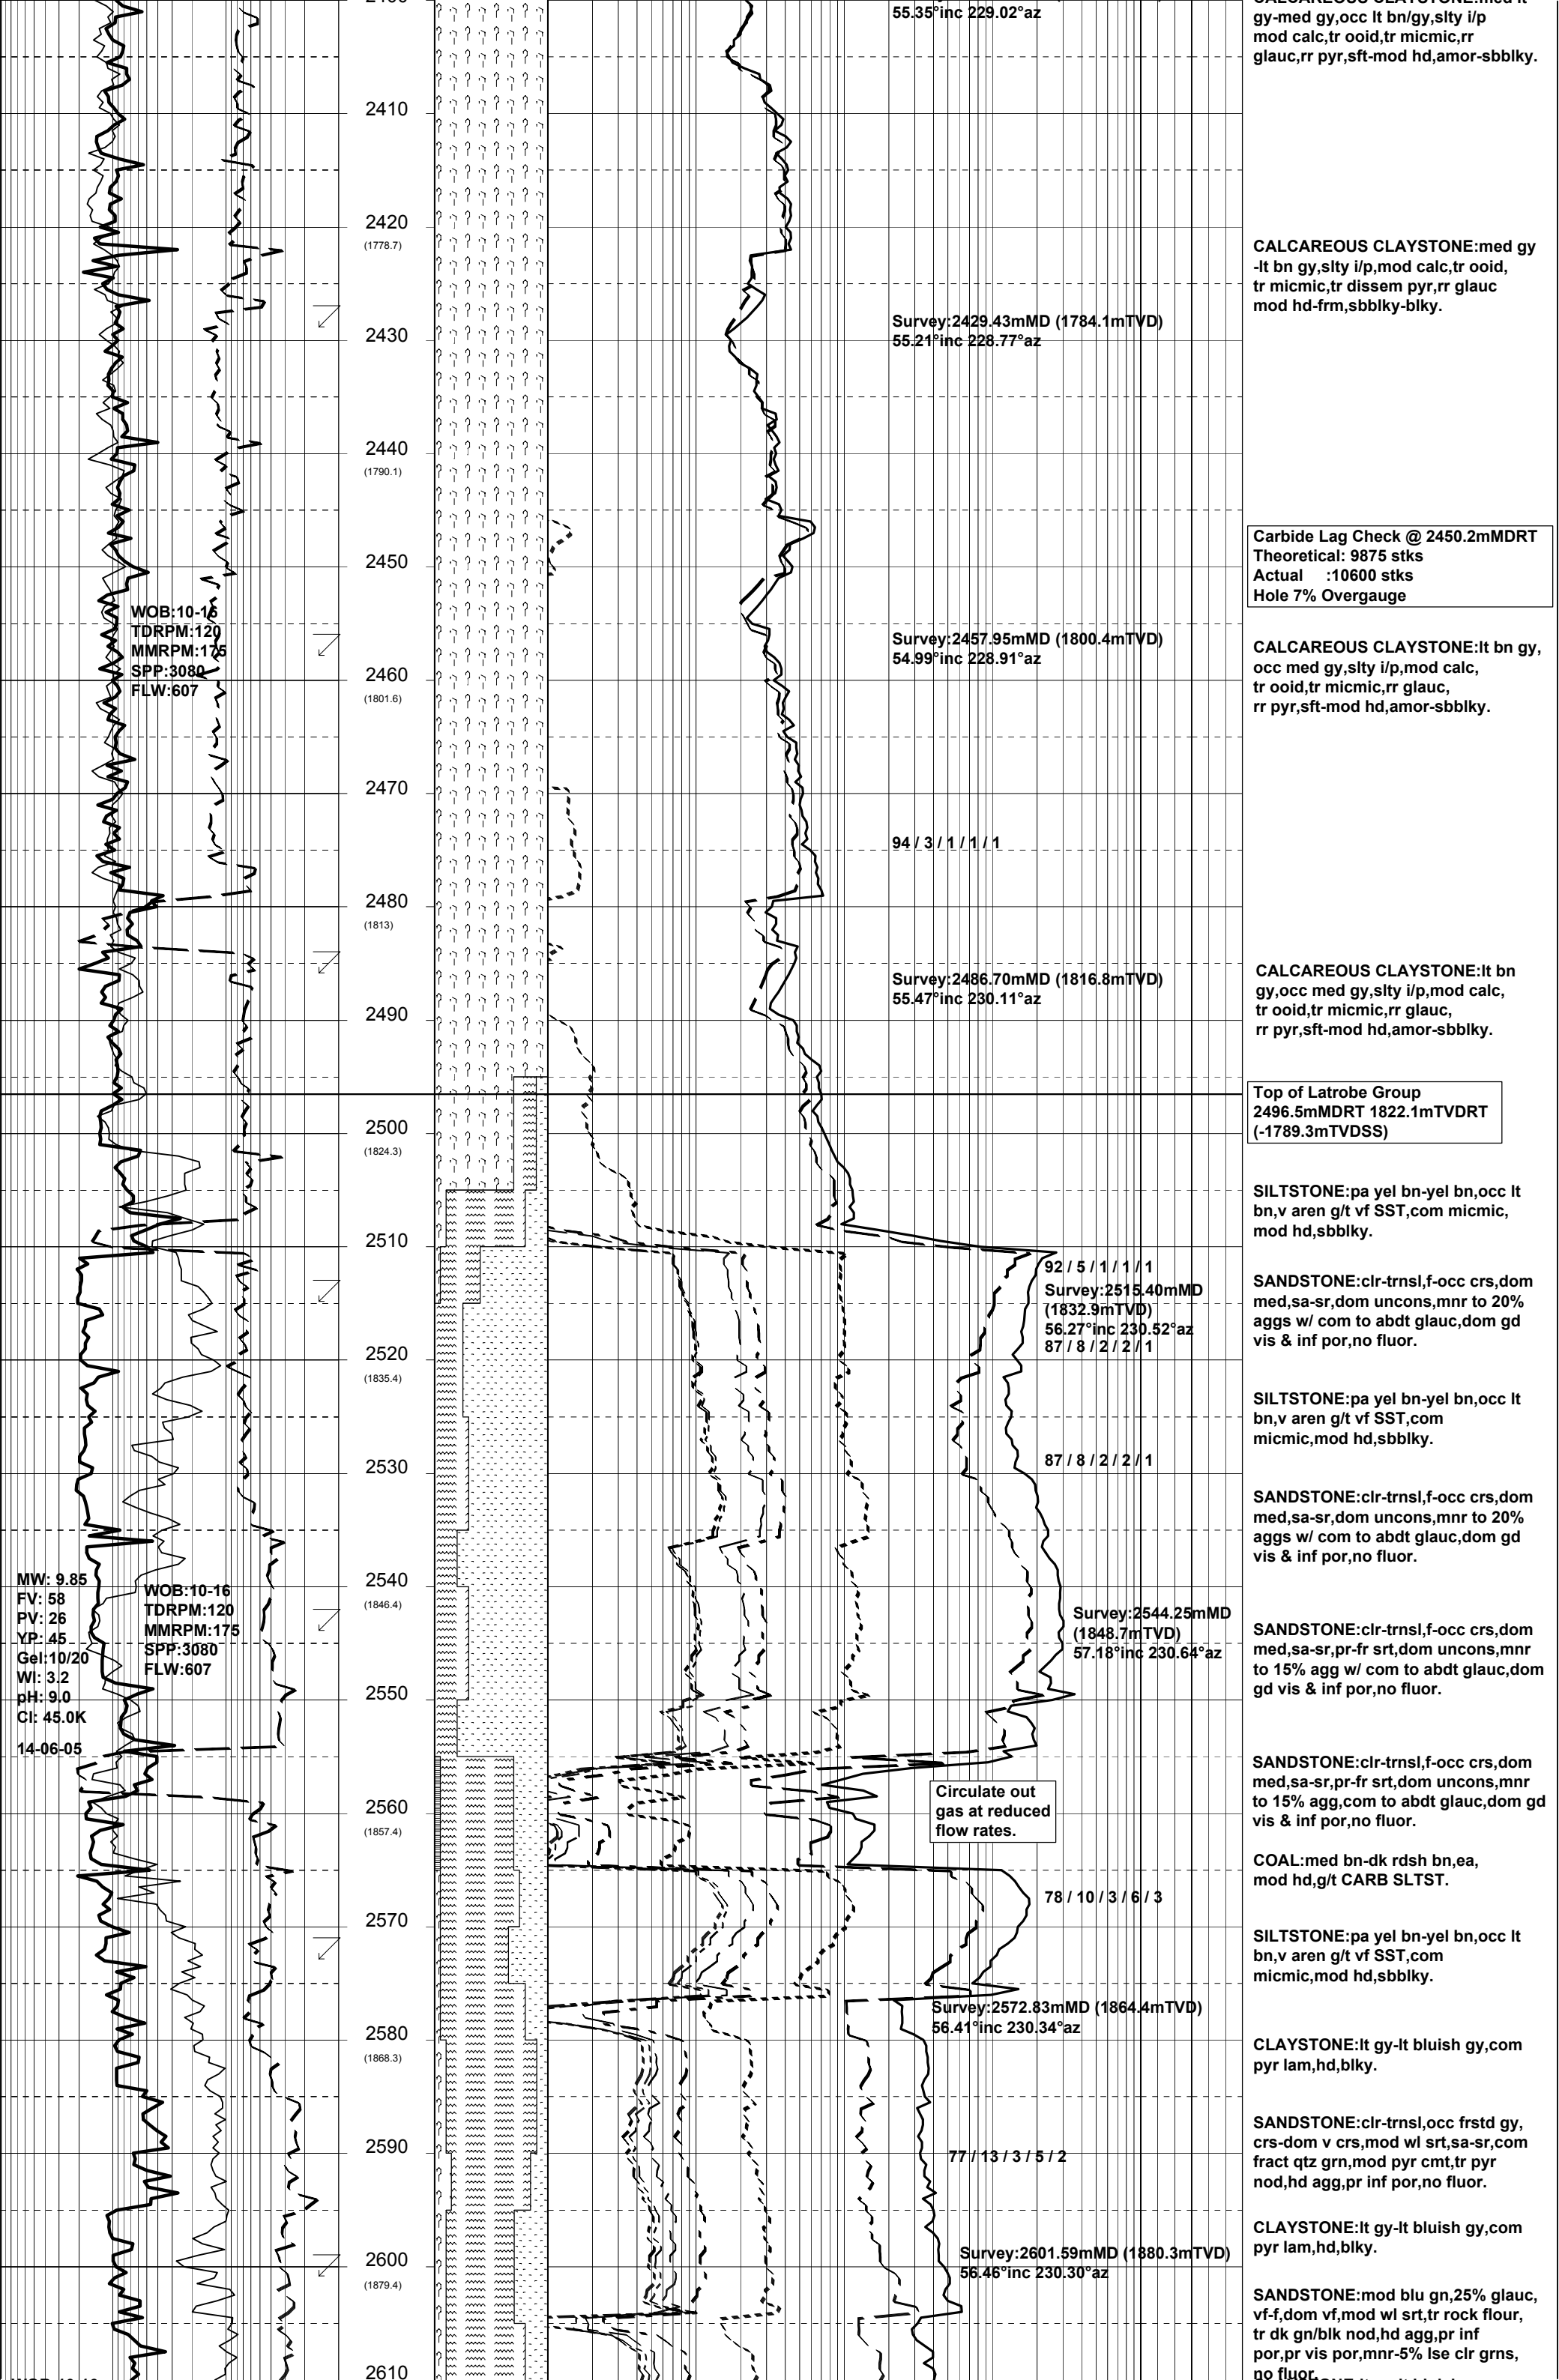 55.35°inc 229.02°az
gy-med gy,occ lt bn/gy,slty i/p
mod calc,tr ooid,tr micmic,rr
glauc,rr pyr,sft-mod hd,amor-sbblky.
2410
2420
(1778.7)
CALCAREOUS CLAYSTONE:med gy
-lt bn gy,slty i/p,mod calc,tr ooid,
tr micmic,tr dissem pyr,rr glauc
mod hd-frm,sbblky-blky.
Survey:2429.43mMD (1784.1mTVD)
55.21°inc 228.77°az
2430
2440
(1790.1)
Carbide Lag Check @ 2450.2mMDRT
Theoretical: 9875 stks
Actual :10600 stks
Hole 7% Overgauge
2450
WOB:10-16
TDRPM:120
MMRPM:175
SPP:3080
FLW:607
Survey:2457.95mMD (1800.4mTVD)
54.99°inc 228.91°az
CALCAREOUS CLAYSTONE:lt bn gy,
occ med gy,slty i/p,mod calc,
tr ooid,tr micmic,rr glauc,
rr pyr,sft-mod hd,amor-sbblky.
2460
(1801.6)
2470
94 / 3 / 1 / 1 / 1
2480
(1813)
Survey:2486.70mMD (1816.8mTVD)
55.47°inc 230.11°az
CALCAREOUS CLAYSTONE:lt bn
gy,occ med gy,slty i/p,mod calc,
tr ooid,tr micmic,rr glauc,
rr pyr,sft-mod hd,amor-sbblky.
2490
Top of Latrobe Group
2496.5mMDRT 1822.1mTVDRT
(-1789.3mTVDSS)
2500
(1824.3)
SILTSTONE:pa yel bn-yel bn,occ lt
bn,v aren g/t vf SST,com micmic,
mod hd,sbblky.
2510
92 / 5 / 1 / 1 / 1
Survey:2515.40mMD
(1832.9mTVD)
56.27°inc 230.52°az
87 / 8 / 2 / 2 / 1
SANDSTONE:clr-trnsl,f-occ crs,dom
med,sa-sr,dom uncons,mnr to 20%
aggs w/ com to abdt glauc,dom gd
vis & inf por,no fluor.
2520
(1835.4)
SILTSTONE:pa yel bn-yel bn,occ lt
bn,v aren g/t vf SST,com
micmic,mod hd,sbblky.
87 / 8 / 2 / 2 / 1
2530
SANDSTONE:clr-trnsl,f-occ crs,dom
med,sa-sr,dom uncons,mnr to 20%
aggs w/ com to abdt glauc,dom gd
vis & inf por,no fluor.
MW: 9.85
FV: 58
PV: 26
YP: 45
Gel:10/20
Wl: 3.2
pH: 9.0
Cl: 45.0K
14-06-05
WOB:10-16
TDRPM:120
MMRPM:175
SPP:3080
FLW:607
2540
(1846.4)
Survey:2544.25mMD
(1848.7mTVD)
57.18°inc 230.64°az
SANDSTONE:clr-trnsl,f-occ crs,dom
med,sa-sr,pr-fr srt,dom uncons,mnr
to 15% agg w/ com to abdt glauc,dom
gd vis & inf por,no fluor.
2550
SANDSTONE:clr-trnsl,f-occ crs,dom
med,sa-sr,pr-fr srt,dom uncons,mnr
to 15% agg,com to abdt glauc,dom gd
vis & inf por,no fluor.
Circulate out
gas at reduced
flow rates.
2560
(1857.4)
COAL:med bn-dk rdsh bn,ea,
mod hd,g/t CARB SLTST.
78 / 10 / 3 / 6 / 3
2570
SILTSTONE:pa yel bn-yel bn,occ lt
bn,v aren g/t vf SST,com
micmic,mod hd,sbblky.
Survey:2572.83mMD (1864.4mTVD)
56.41°inc 230.34°az
2580
(1868.3)
CLAYSTONE:lt gy-lt bluish gy,com
pyr lam,hd,blky.
2590
77 / 13 / 3 / 5 / 2
SANDSTONE:clr-trnsl,occ frstd gy,
crs-dom v crs,mod wl srt,sa-sr,com
fract qtz grn,mod pyr cmt,tr pyr
nod,hd agg,pr inf por,no fluor.
CLAYSTONE:lt gy-lt bluish gy,com
pyr lam,hd,blky.
Survey:2601.59mMD (1880.3mTVD)
56.46°inc 230.30°az
2600
(1879.4)
SANDSTONE:mod blu gn,25% glauc,
vf-f,dom vf,mod wl srt,tr rock flour,
tr dk gn/blk nod,hd agg,pr inf
por,pr vis por,mnr-5% lse clr grns,
no fluor.
2610